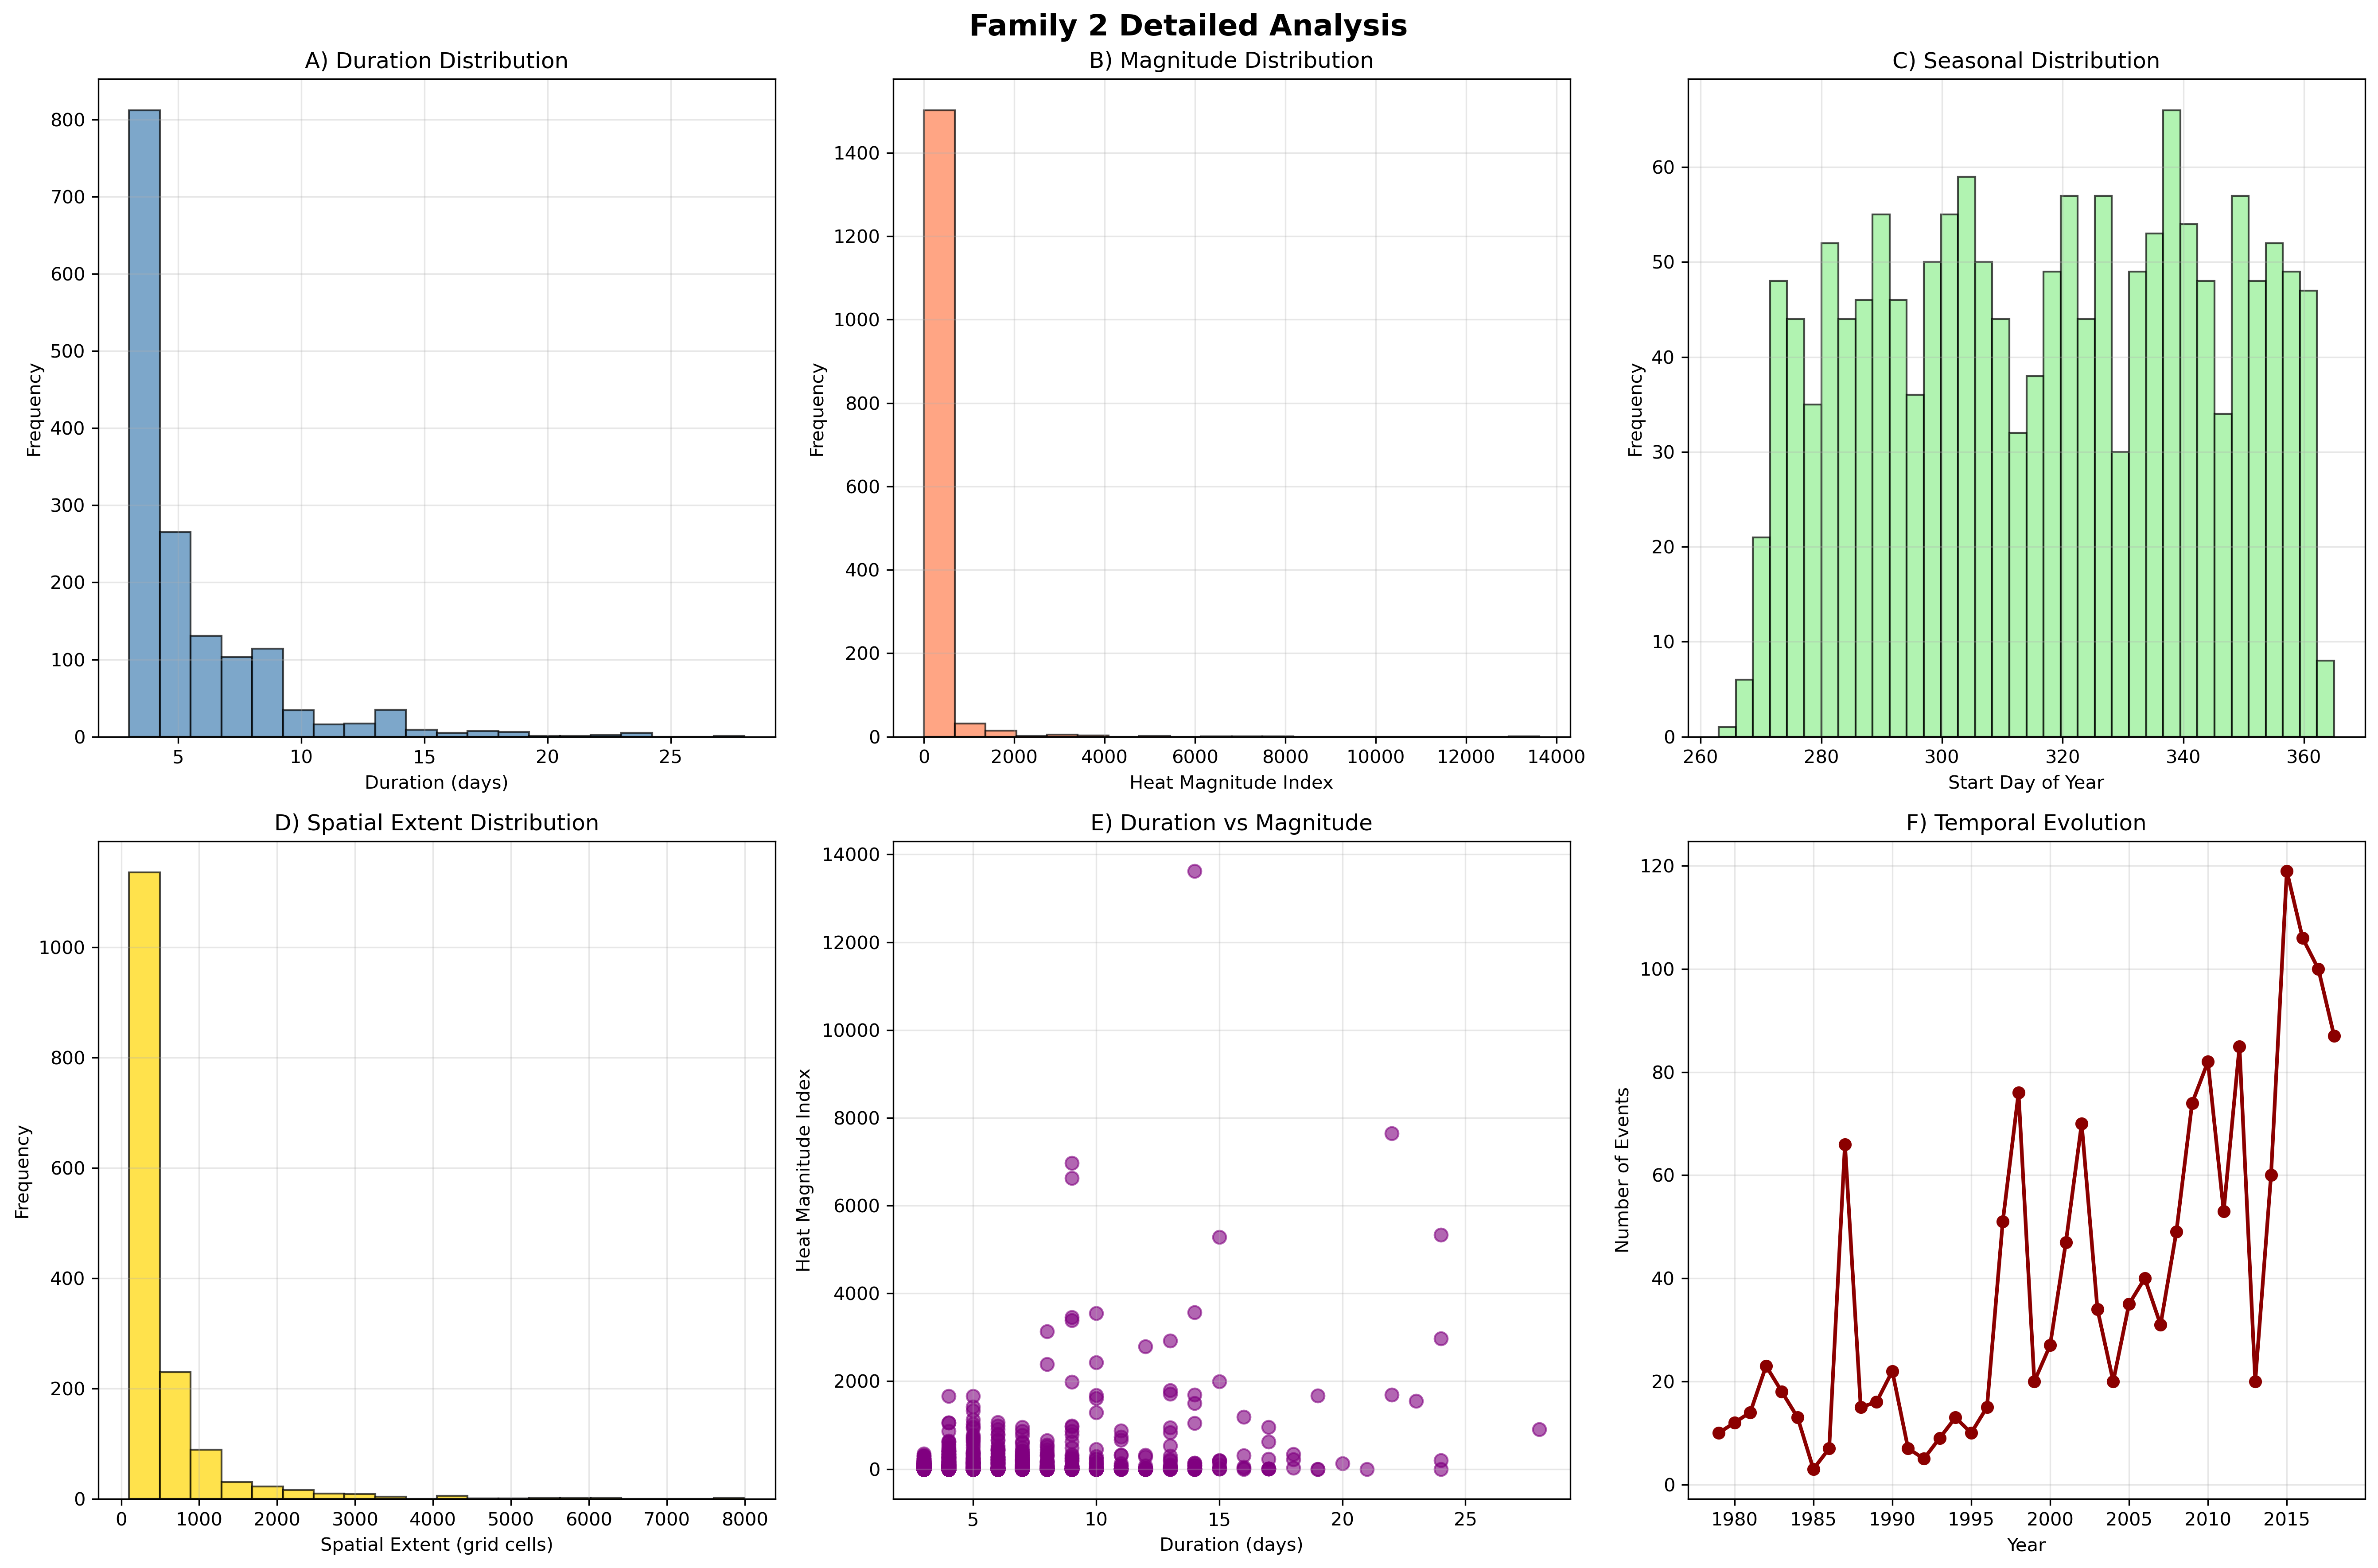 Family 2 Detailed Analysis
A) Duration Distribution
800
700
600
500
400
300
200
100
0
Frequency
5 10 15 20 25
Duration (days)
B) Magnitude Distribution
1400
1200
1000
800
600
400
200
0
Frequency
0 2000 4000 6000 8000 10000 12000 14000
Heat Magnitude Index
C) Seasonal Distribution
60
50
40
30
20
10
0
Frequency
260 280 300 320 340 360
Start Day of Year
D) Spatial Extent Distribution
1000
800
600
400
200
0
Frequency
0 1000 2000 3000 4000 5000 6000 7000 8000
Spatial Extent (grid cells)
E) Duration vs Magnitude
14000
12000
10000
8000
6000
4000
2000
0
Heat Magnitude Index
5 10 15 20 25
Duration (days)
F) Temporal Evolution
120
100
80
60
40
20
0
Number of Events
1980 1985 1990 1995 2000 2005 2010 2015
Year